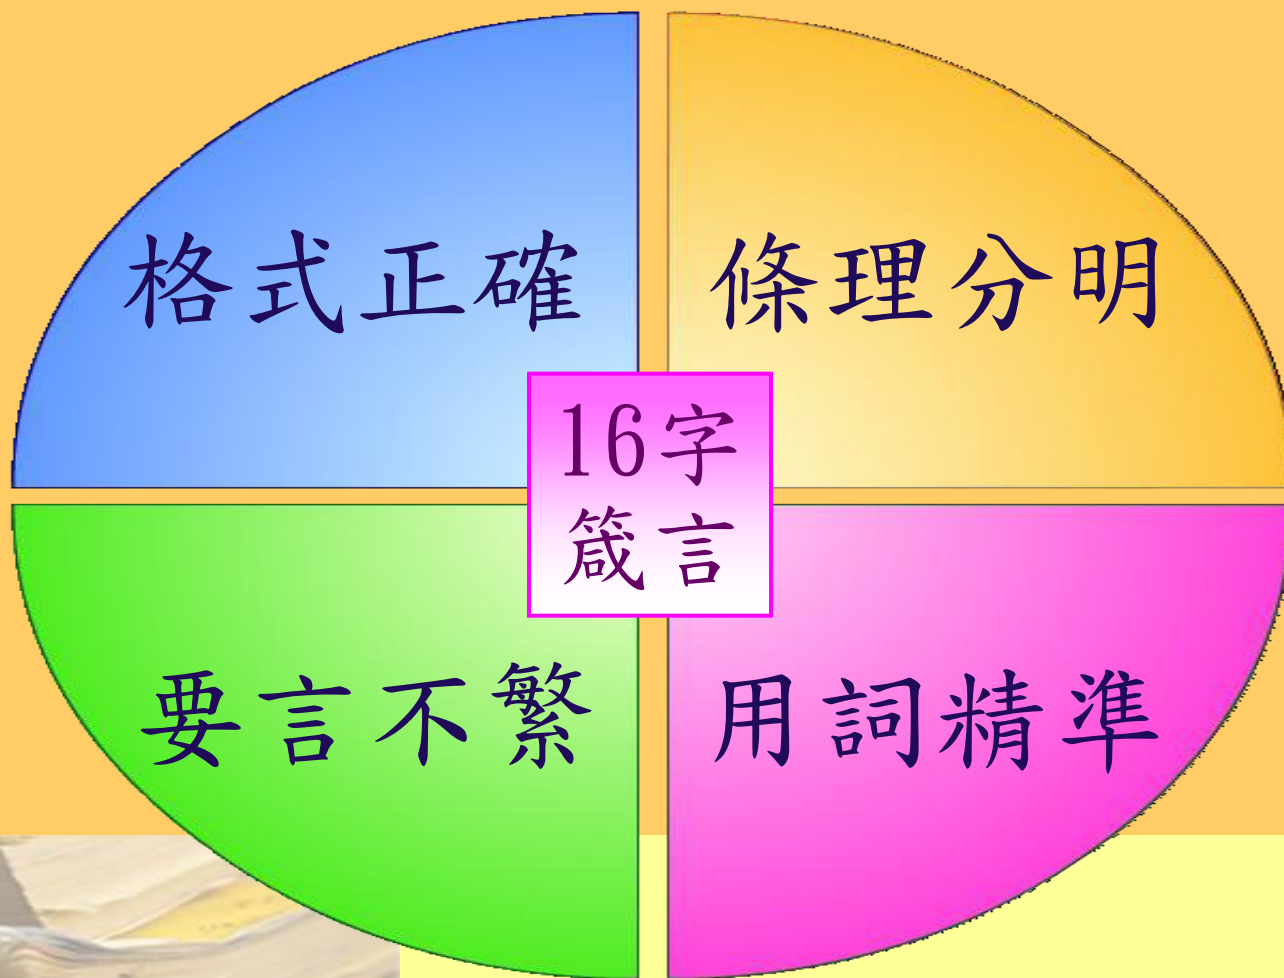 格式正確
條理分明
16字
箴言
要言不繁
用詞精準